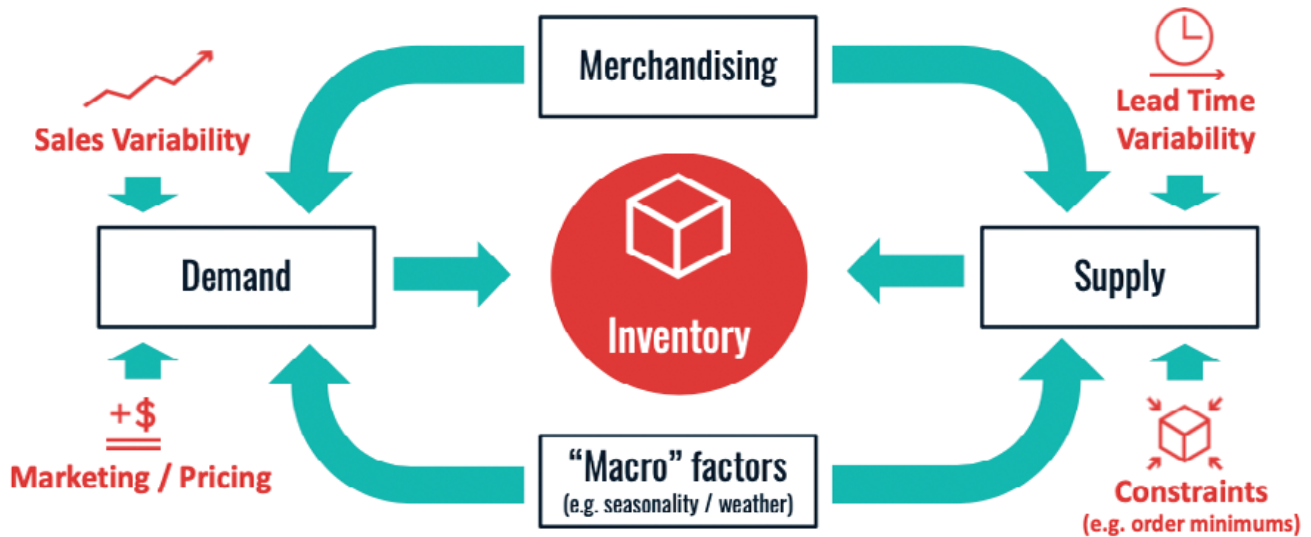 Merchandising
Sales Variability
Lead Time
Variability
Demand
Inventory
Supply
+$
Marketing / Pricing
“Macro” factors
(e.g. seasonality / weather)
Constraints
(e.g. order minimums)